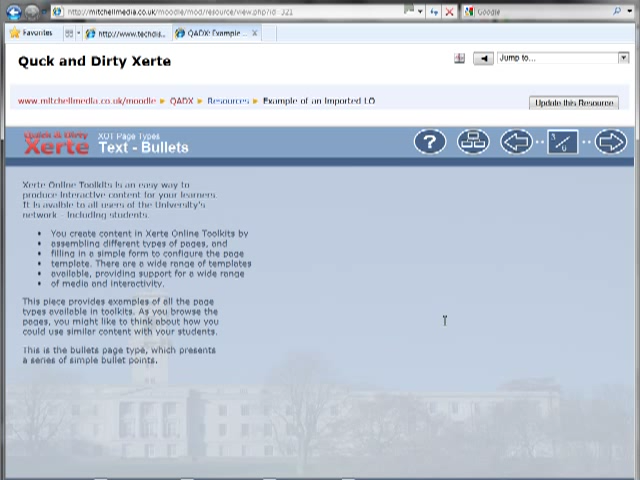 http://mitchellmedia.co.uk/moodle/mod/resource/view.php?id=321
Google
Favorites
http://www.techdis...
QADX: Example ...
Quck and Dirty Xerte
Jump to...
www.mitchellmedia.co.uk/moodle ► QADX ► Resources ► Example of an Imported LO
Update this Resource
Quick & Dirty
Xerte
XOT Page Types
Text - Bullets
Xerte Online Toolkits is an easy way to
produce interactive content for your learners.
It is availble to all users of the University's
network - including students.
• You create content in Xerte Online Toolkits by
• assembling different types of pages, and
• filling in a simple form to configure the page
• template. There are a wide range of templates
• available, providing support for a wide range
• of media and interactivity.
This piece provides examples of all the page
types available in toolkits. As you browse the
pages, you might like to think about how you
could use similar content with your students.
This is the bullets page type, which presents
a series of simple bullet points.